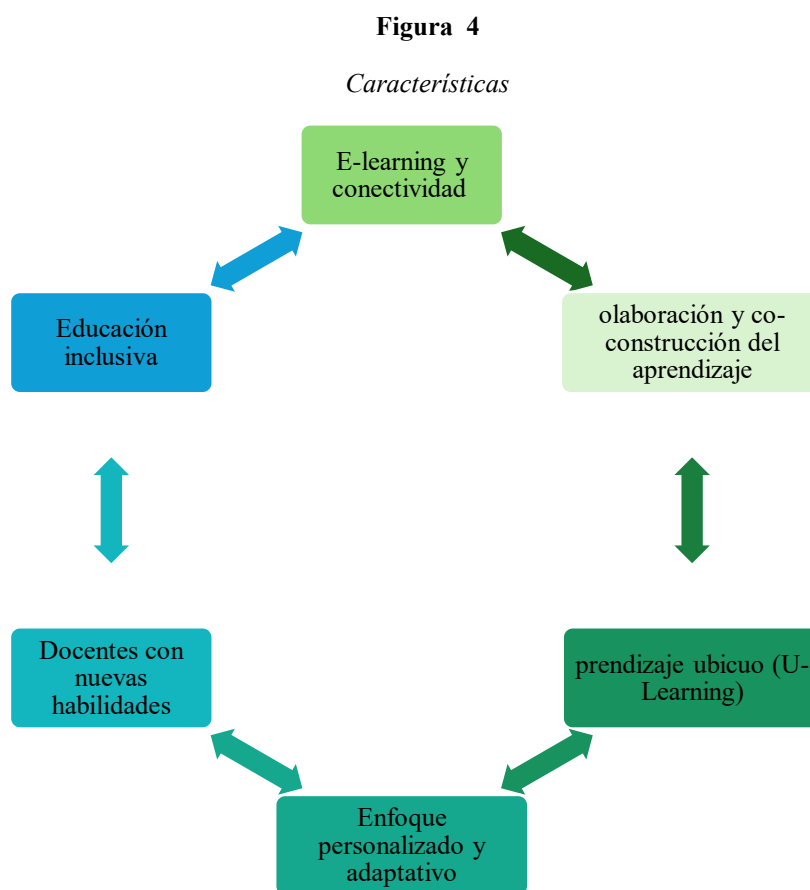 Figura 4
Características
E-learning y
conectividad
olaboración y co-
construcción del
aprendizaje
prendizaje ubicuo (U-
Learning)
Enfoque
personalizado y
adaptativo
Docentes con
nuevas
habilidades
Educación
inclusiva